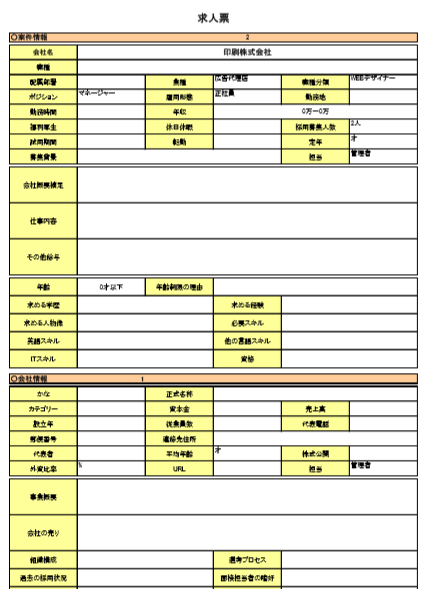 求人票
〇案件情報 2
会社名 印刷株式会社
職種
配属部署 業種 広告代理店 職種分類 WEBデザイナー
ポジション マネージャー 雇用形態 正社員 勤務地
勤務時間 年収 0万〜0万
福利厚生 休日休暇 採用募集人数 2人
試用期間 転勤 定年 才
募集背景 担当 管理者
会社概要補足
仕事内容
その他給与
年齢 0才以下 年齢制限の理由
求める学歴 求める経験
求める人物像 必要スキル
英語スキル 他の言語スキル
ITスキル 資格
〇会社情報 1
かな 正式名称
カテゴリー 資本金 売上高
設立年 従業員数 代表電話
郵便番号 連絡先住所
代表者 平均年齢 才 株式公開
外資比率 % URL 担当 管理者
事業概要
会社の売り
組織構成 選考プロセス
過去の採用状況 面接担当者の嗜好